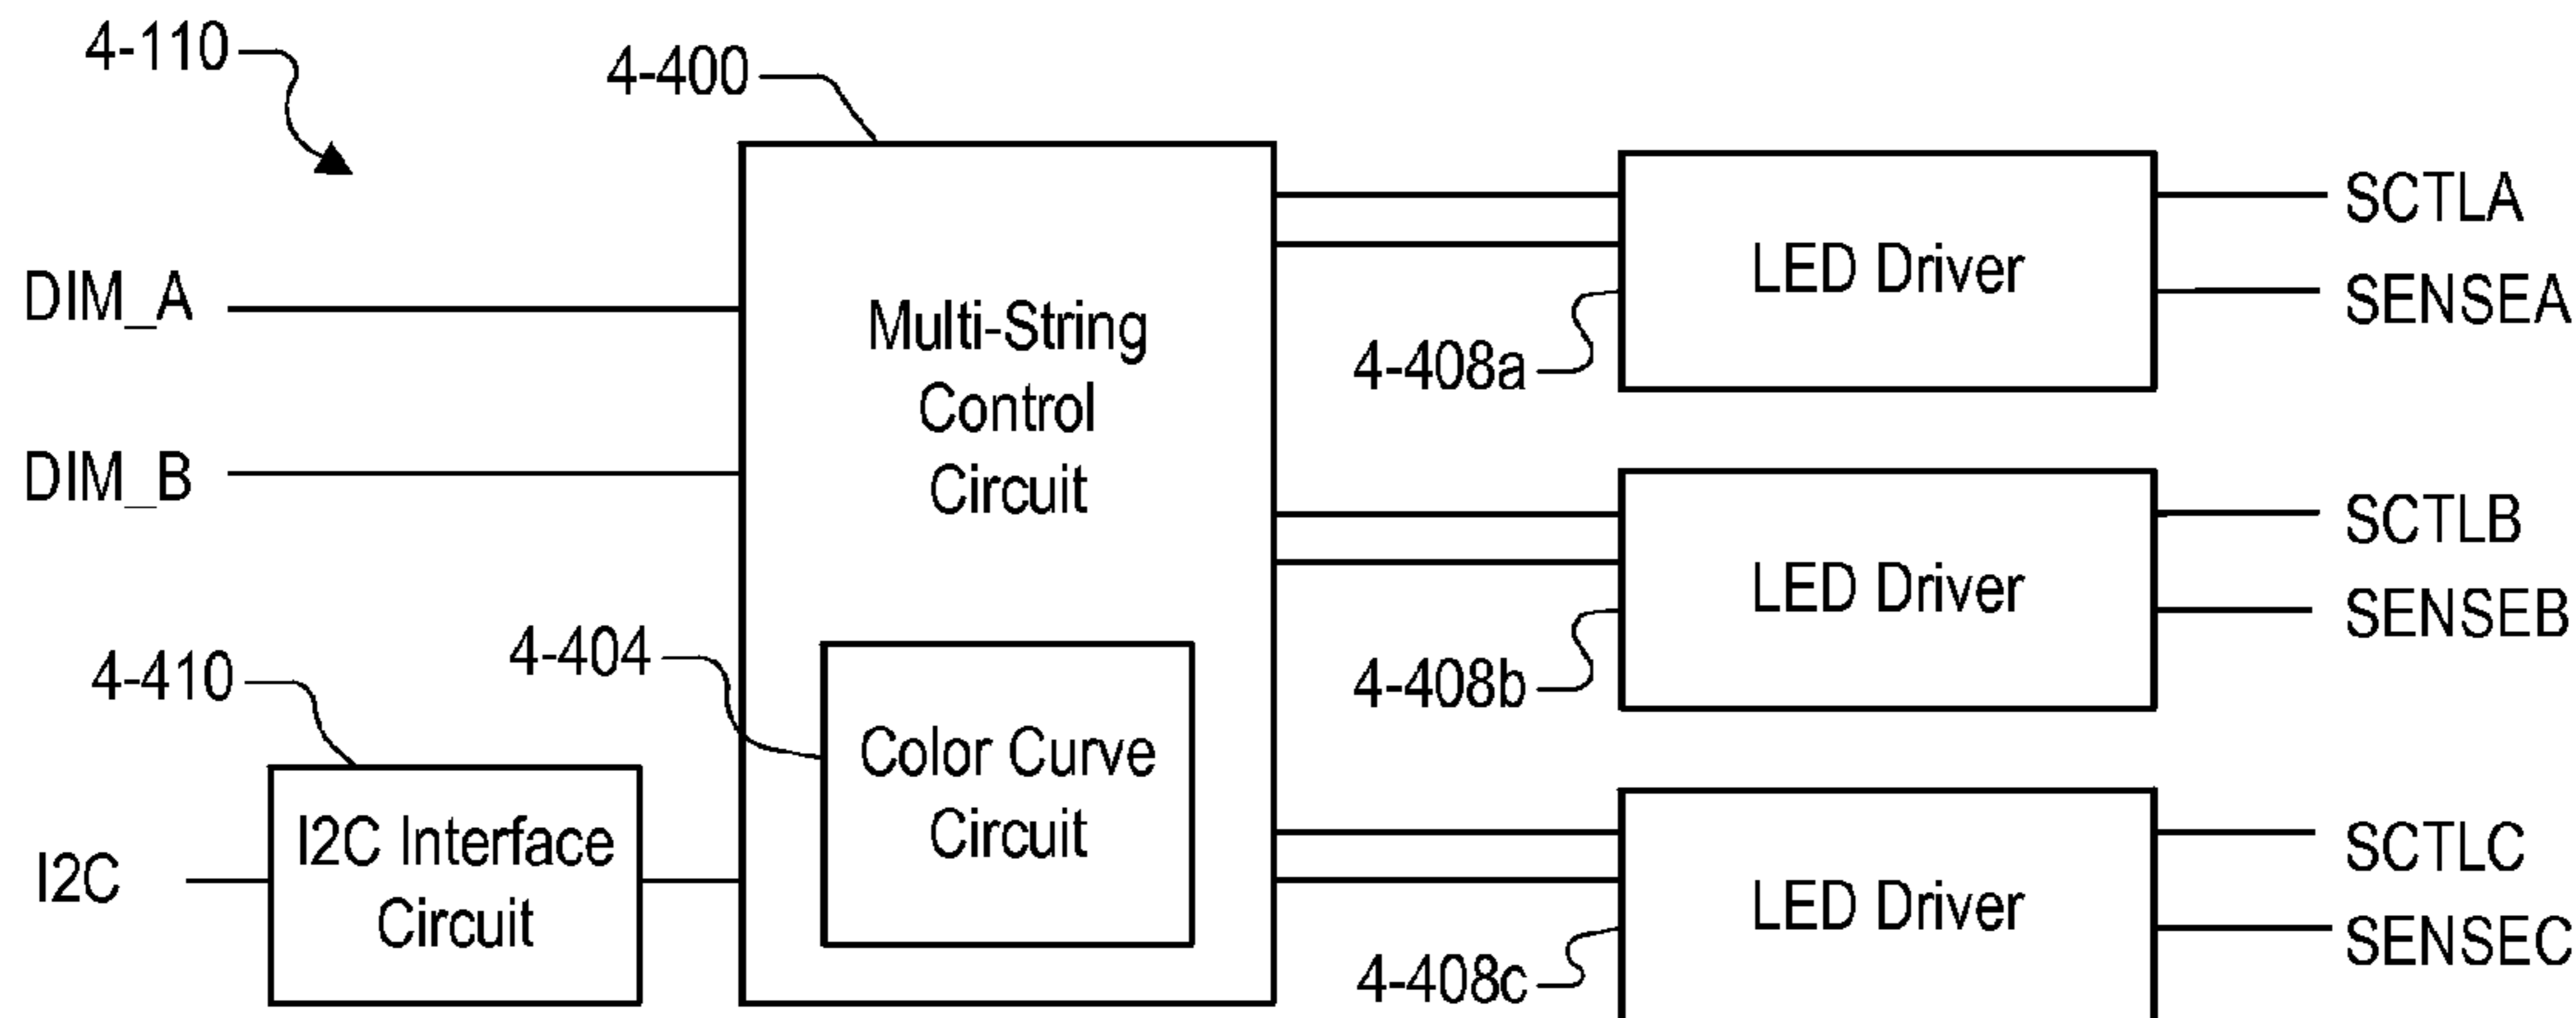 4-110
4-400
SCTLA
LED Driver
DIM_A
SENSEA
Multi-String
Control
Circuit
4-408a
DIM_B
SCTLB
LED Driver
SENSEB
4-404
4-410
4-408b
Color Curve
Circuit
I2C Interface
Circuit
I2C
SCTLC
LED Driver
SENSEC
4-408c